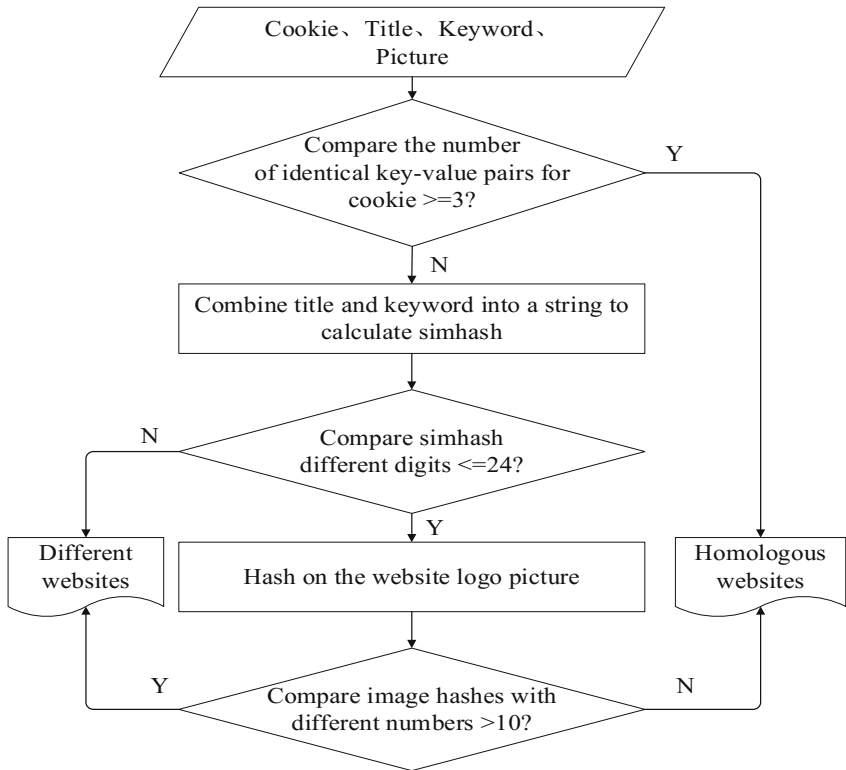 Cookie、Title、Keyword、
Picture
Compare the number
of identical key-value pairs for
cookie >=3?
Y
N
Combine title and keyword into a string to
calculate simhash
N
Compare simhash
different digits <=24?
Y
Different
websites
Hash on the website logo picture
Homologous
websites
Y
Compare image hashes with
different numbers >10?
N